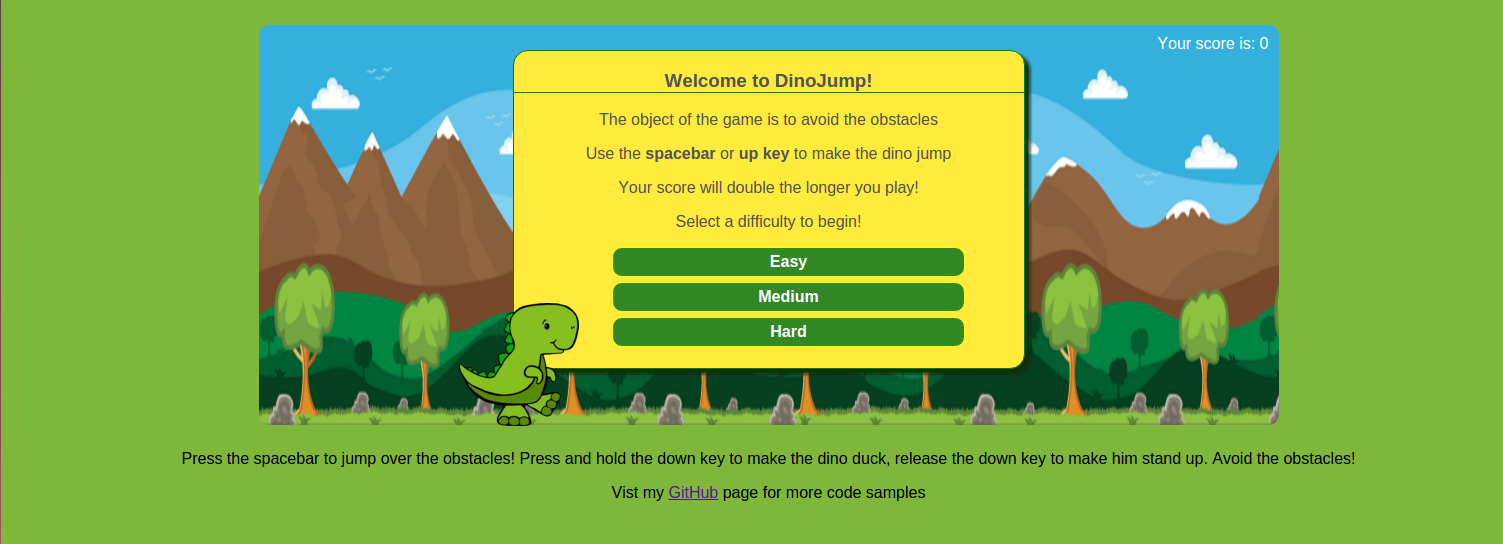 Your score is: 0
Welcome to DinoJump!
The object of the game is to avoid the obstacles
Use the spacebar or up key to make the dino jump
Your score will double the longer you play!
Select a difficulty to begin!
Easy
Medium
Hard
Press the spacebar to jump over the obstacles! Press and hold the down key to make the dino duck, release the down key to make him stand up. Avoid the obstacles!
Vist my GitHub page for more code samples